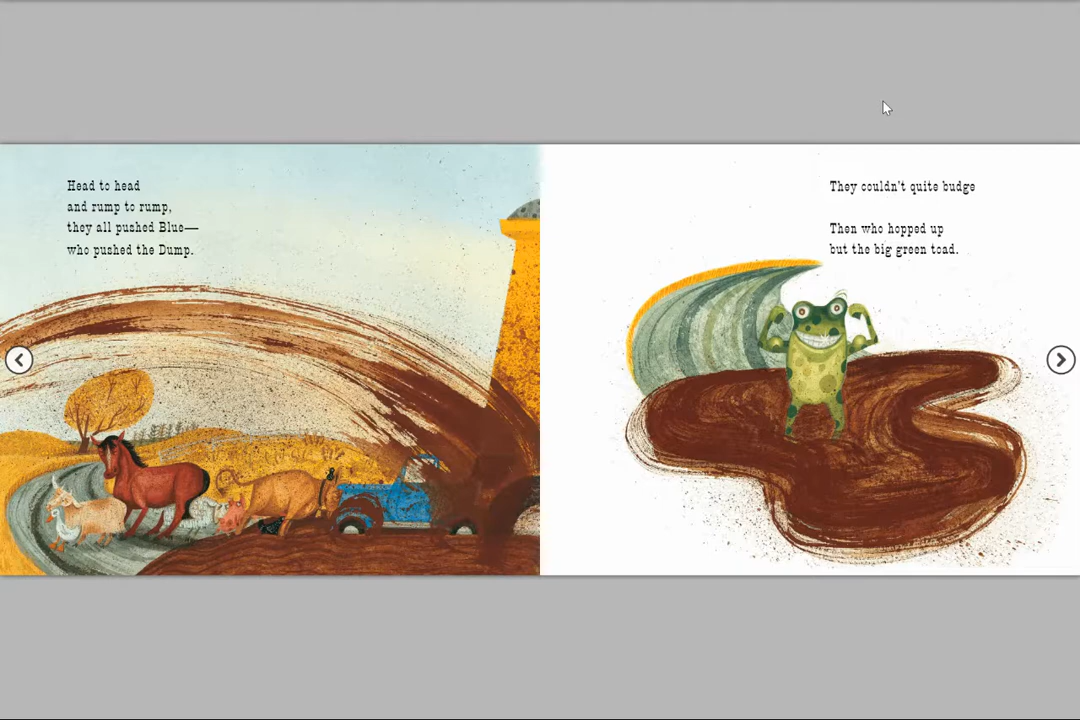 Head to head
and rump to rump,
they all pushed Blue—
who pushed the Dump.
They couldn't quite budge
Then who hopped up
but the big green toad.